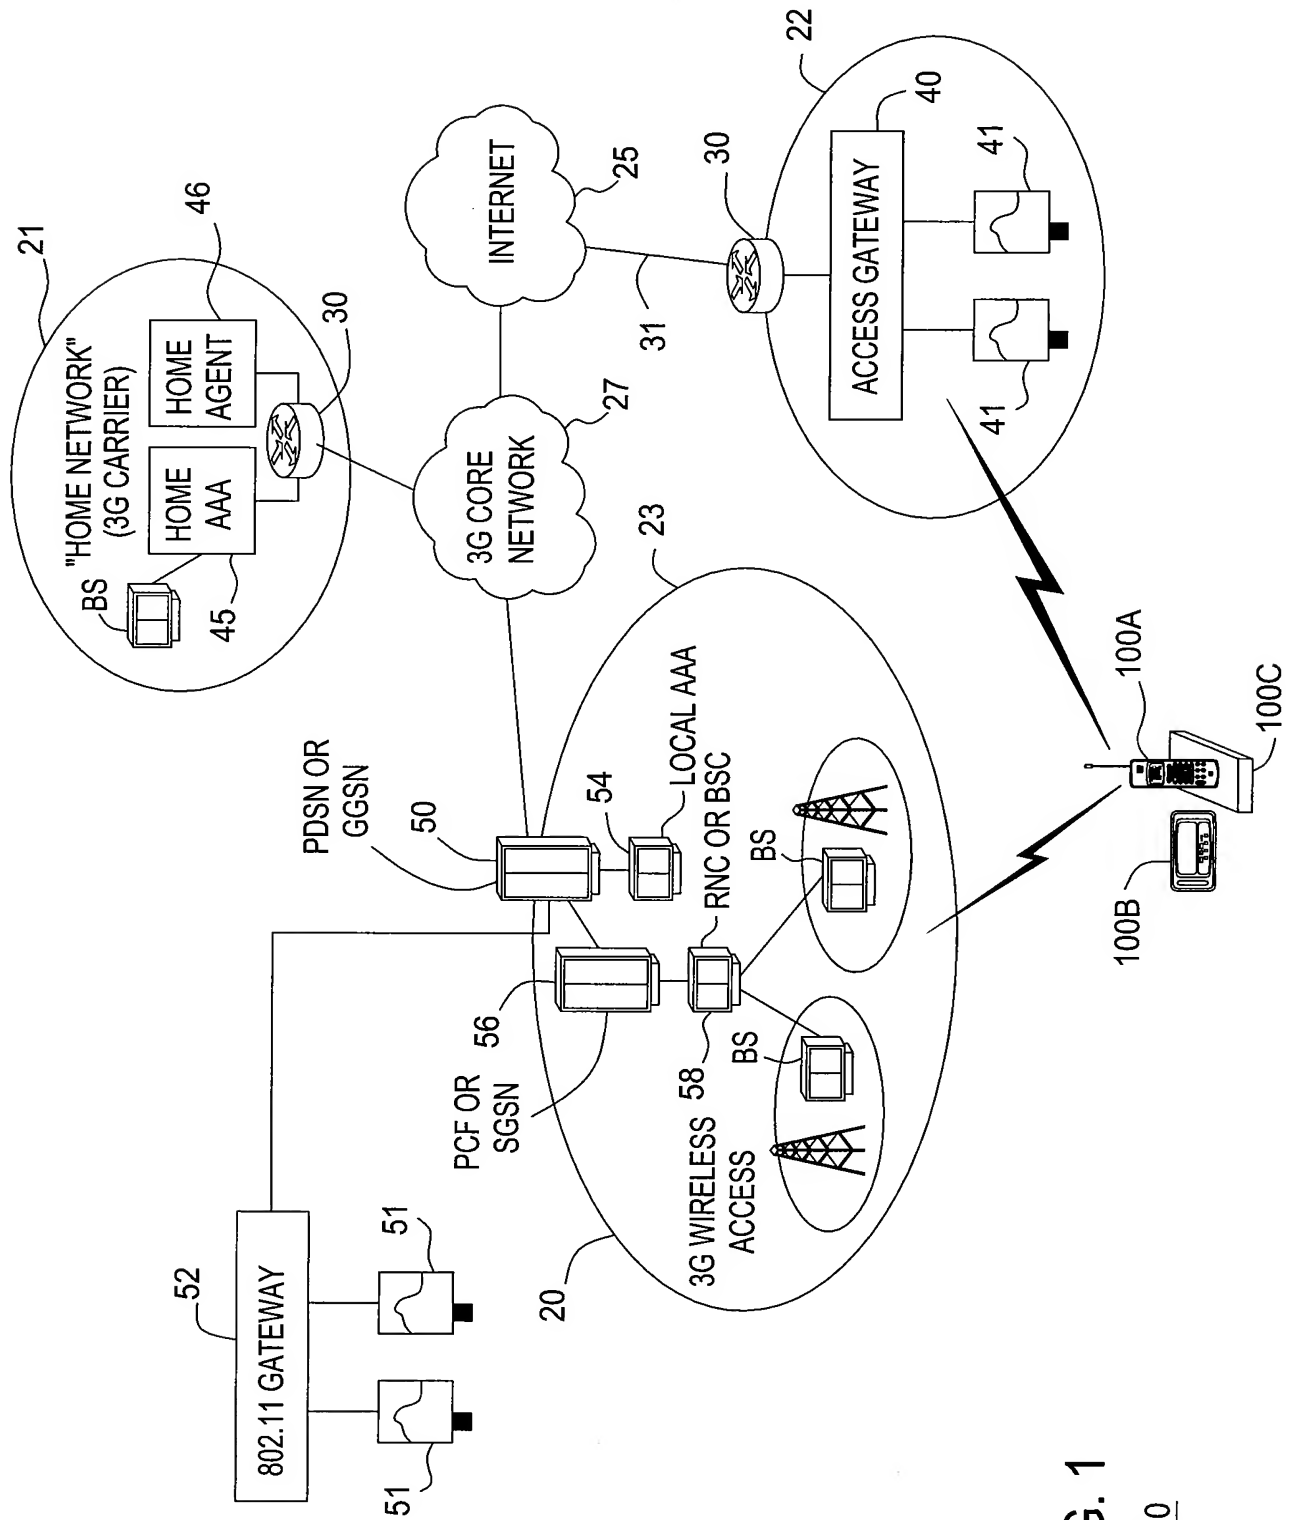 21
"HOME NETWORK"
(3G CARRIER)
BS
HOME
AAA
HOME
AGENT
45
46
30
INTERNET
25
3G CORE
NETWORK
27
31
30
22
ACCESS GATEWAY
40
41
41
802.11 GATEWAY
52
51
51
PDSN OR
GGSN
50
54
LOCAL AAA
PCF OR
SGSN
56
58
RNC OR BSC
BS
BS
3G WIRELESS
ACCESS
20
23
100A
100B
100C
G. 1
0